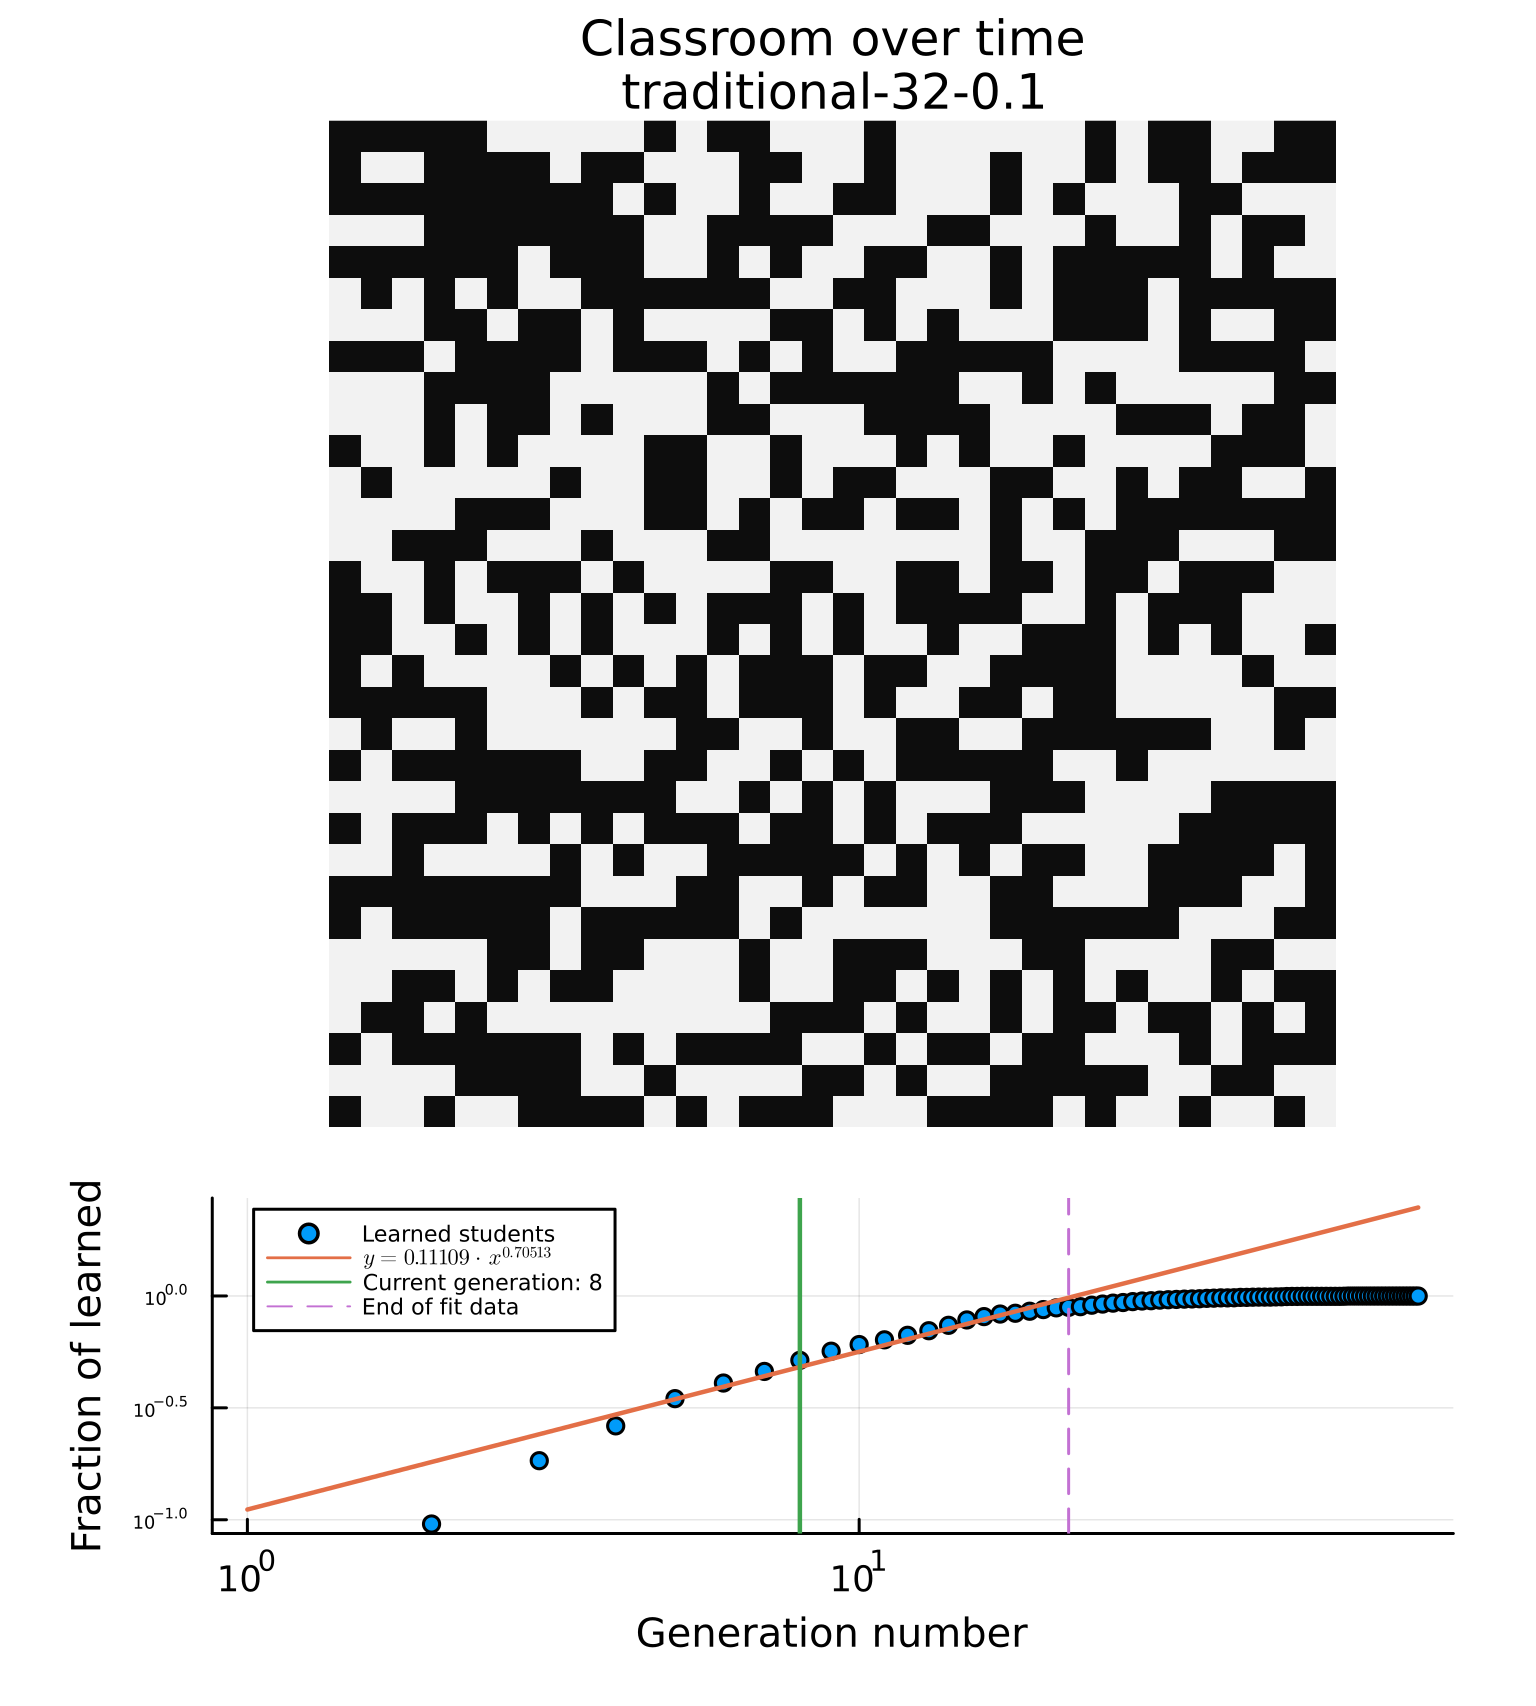 Classroom over time
traditional-32-0.1
Fraction of learned
Learned students
y = 0.11109 · x^0.70513
Current generation: 8
End of fit data
10^0.0
10^−0.5
10^−1.0
10^0
10^1
Generation number